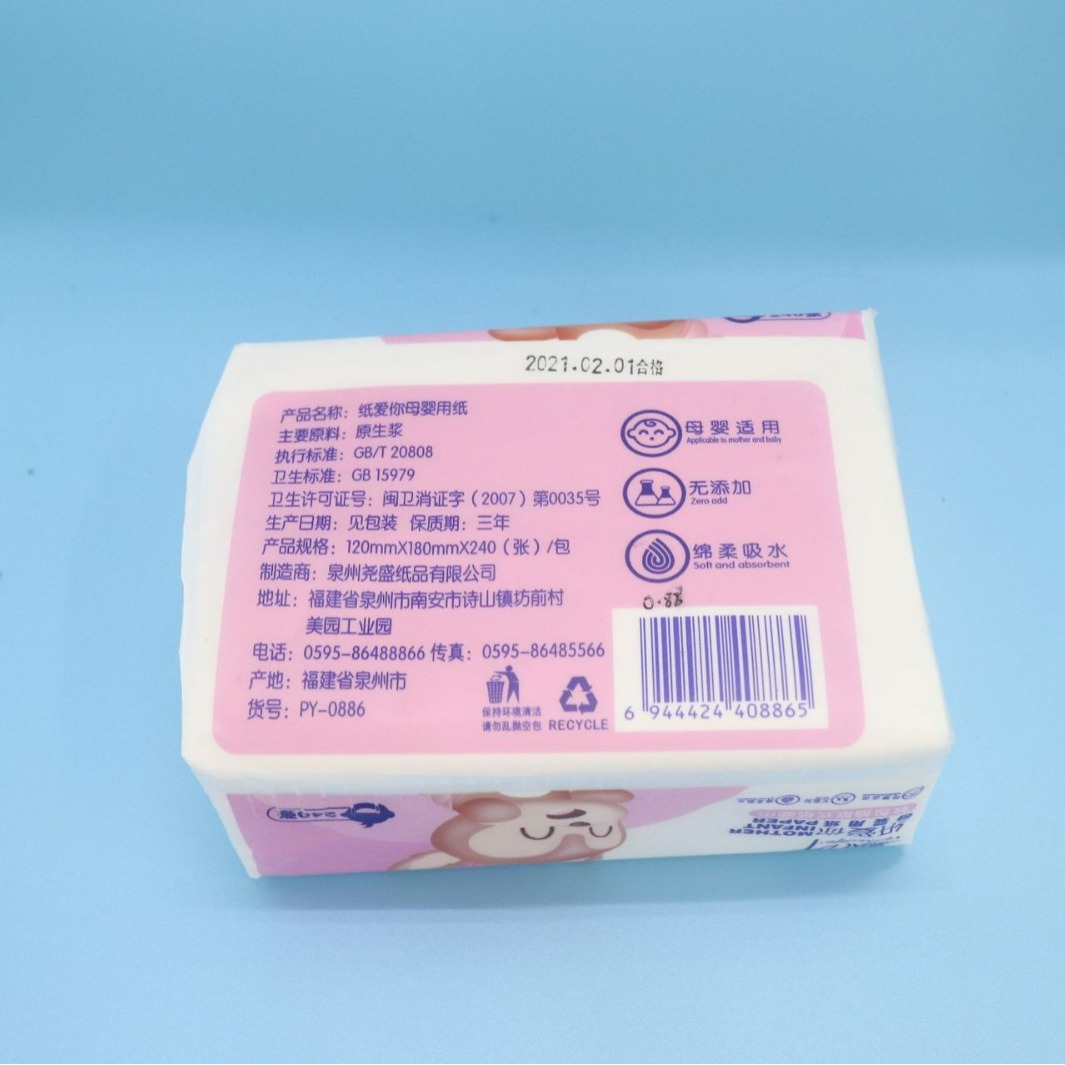 2021.02.01合格
产品名称：纸爱你母婴用纸
主要原料：原生浆
执行标准：GB/T 20808
卫生标准：GB 15979
卫生许可证号：闽卫消证字（2007）第0035号
生产日期：见包装 保质期：三年
产品规格：120mmX180mmX240（张）/包
制造商：泉州尧盛纸品有限公司
地址：福建省泉州市南安市诗山镇坊前村
美园工业园
电话：0595-86488866 传真：0595-86485566
产地：福建省泉州市
货号：PY-0886
母婴适用
Applicable to mother and baby
无添加
Zero add
绵柔吸水
Soft and absorbent
保持环境清洁
请勿乱抛空包
RECYCLE
6 944424 408865
240张
MOTHER
INFANT
PAPER